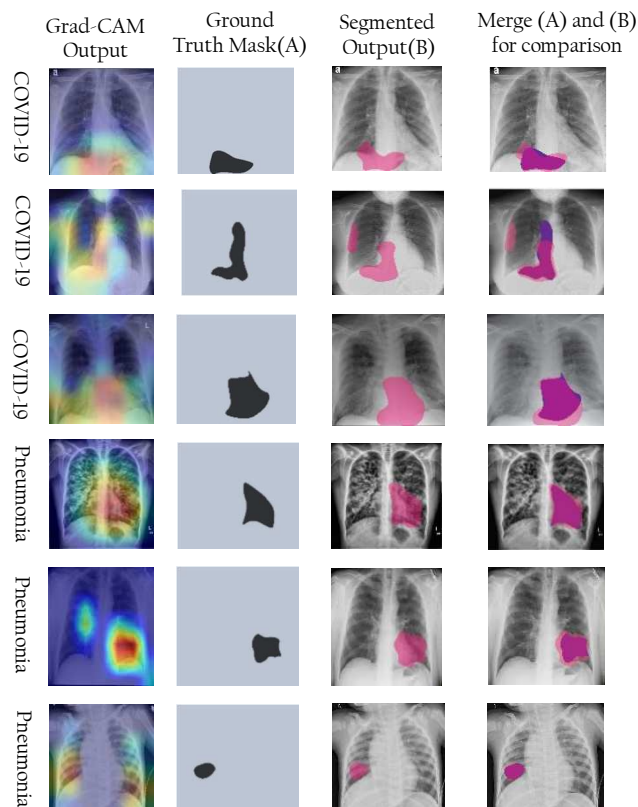 Grad-CAM
Output
Ground
Truth Mask(A)
Segmented
Output(B)
Merge (A) and (B)
for comparison
COVID-19
COVID-19
COVID-19
Pneumonia
Pneumonia
Pneumonia